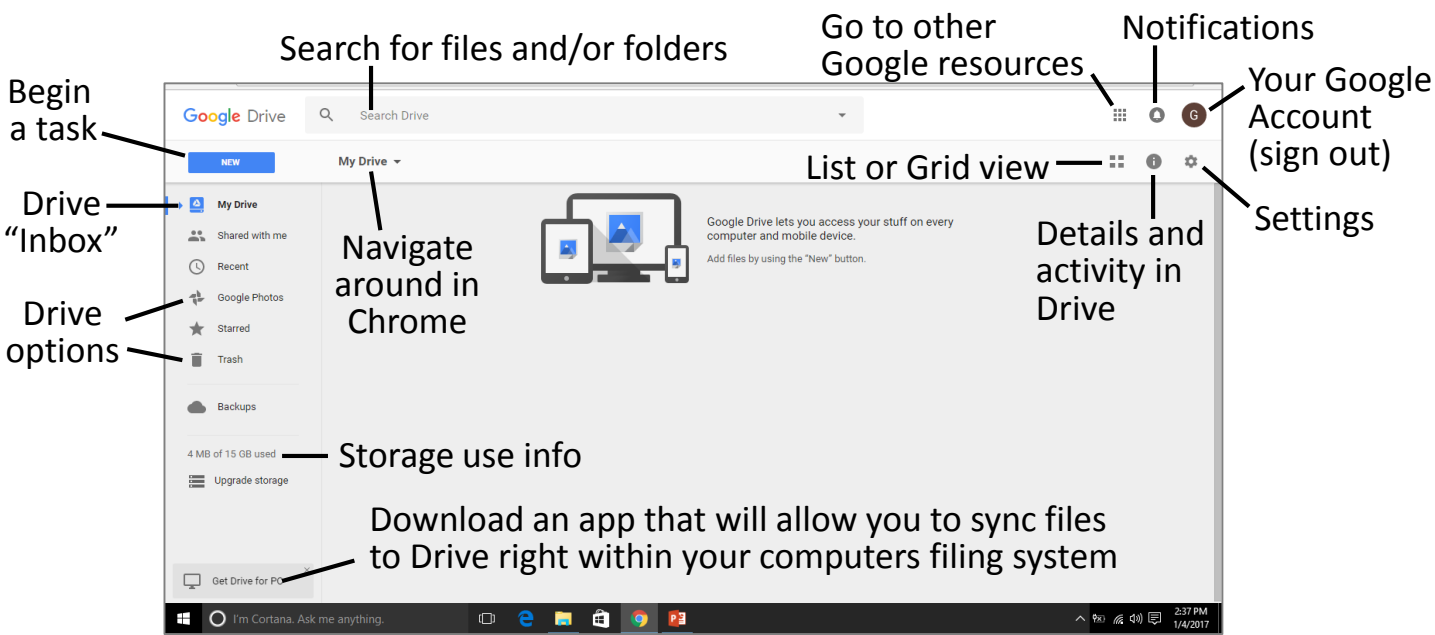 Search for files and/or folders
Go to other
Google resources
Notifications
Your Google
Account
(sign out)
Begin
a task
Google Drive
Search Drive
G
NEW
My Drive
List or Grid view
Settings
Drive
“Inbox”
My Drive
Shared with me
Recent
Google Photos
Starred
Trash
Backups
Drive
options
Navigate
around in
Chrome
Google Drive lets you access your stuff on every
computer and mobile device.
Add files by using the “New” button.
Details and
activity in
Drive
4 MB of 15 GB used
Storage use info
Upgrade storage
Download an app that will allow you to sync files
to Drive right within your computers filing system
Get Drive for PC
I'm Cortana. Ask me anything.
2:37 PM
1/4/2017